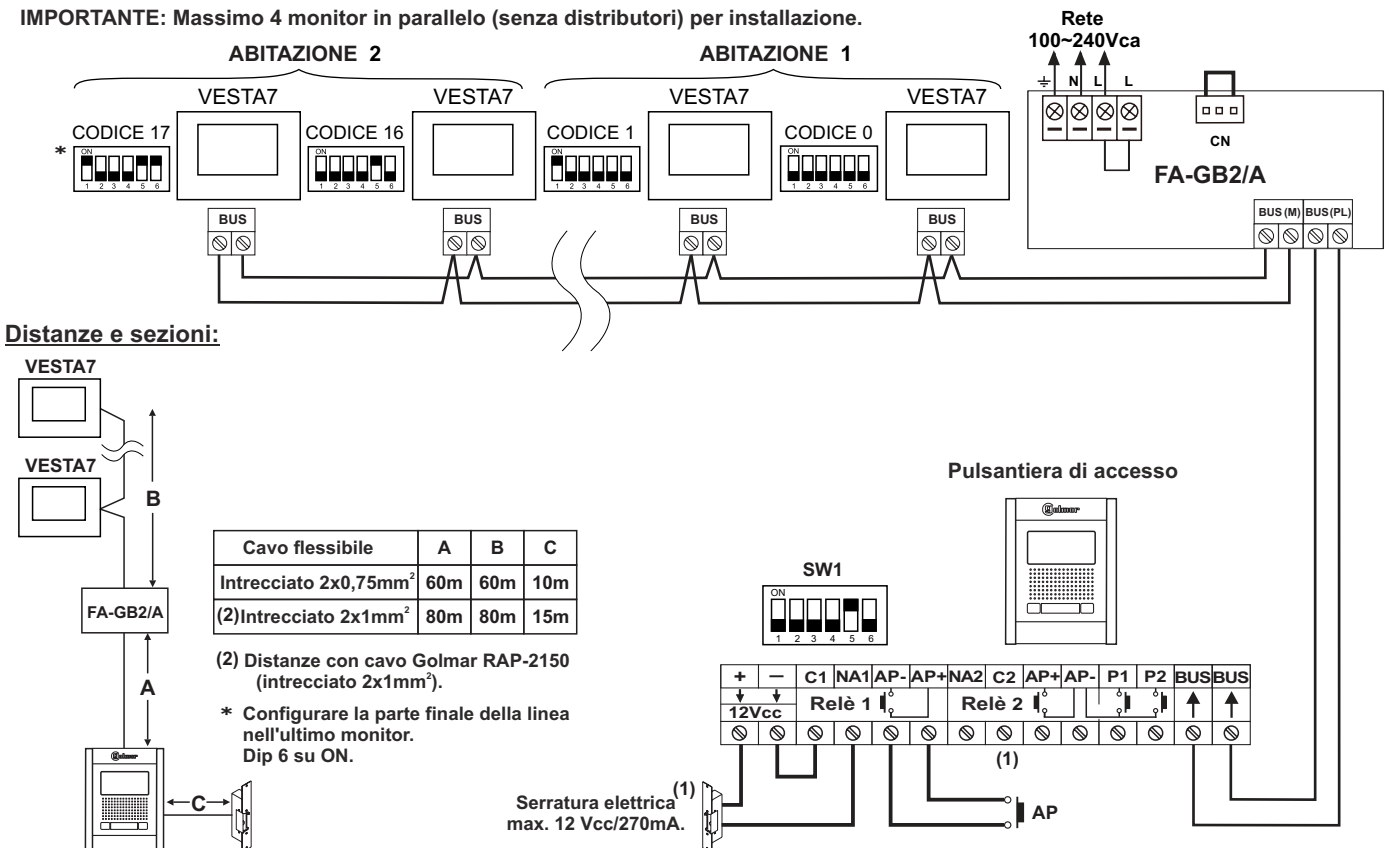 IMPORTANTE: Massimo 4 monitor in parallelo (senza distributori) per installazione.
Rete
100~240Vca
ABITAZIONE 2
ABITAZIONE 1
N L L
VESTA7
VESTA7
VESTA7
VESTA7
CODICE 17
CODICE 16
CODICE 1
CODICE 0
*
ON
1 2 3 4 5 6
ON
1 2 3 4 5 6
ON
1 2 3 4 5 6
ON
1 2 3 4 5 6
CN
FA-GB2/A
BUS
BUS
BUS
BUS
BUS (M) BUS (PL)
Distanze e sezioni:
VESTA7
VESTA7
B
FA-GB2/A
A
Golmar
C
Cavo flessibile A B C
Intrecciato 2x0,75mm² 60m 60m 10m
(2)Intrecciato 2x1mm² 80m 80m 15m
(2) Distanze con cavo Golmar RAP-2150
(intrecciato 2x1mm²).
* Configurare la parte finale della linea
nell'ultimo monitor.
Dip 6 su ON.
Pulsantiera di accesso
Golmar
SW1
ON
1 2 3 4 5 6
+ − C1 NA1 AP- AP+ NA2 C2 AP+ AP- P1 P2 BUS BUS
12Vcc
Relè 1
Relè 2
(1)
(1)
Serratura elettrica
max. 12 Vcc/270mA.
AP